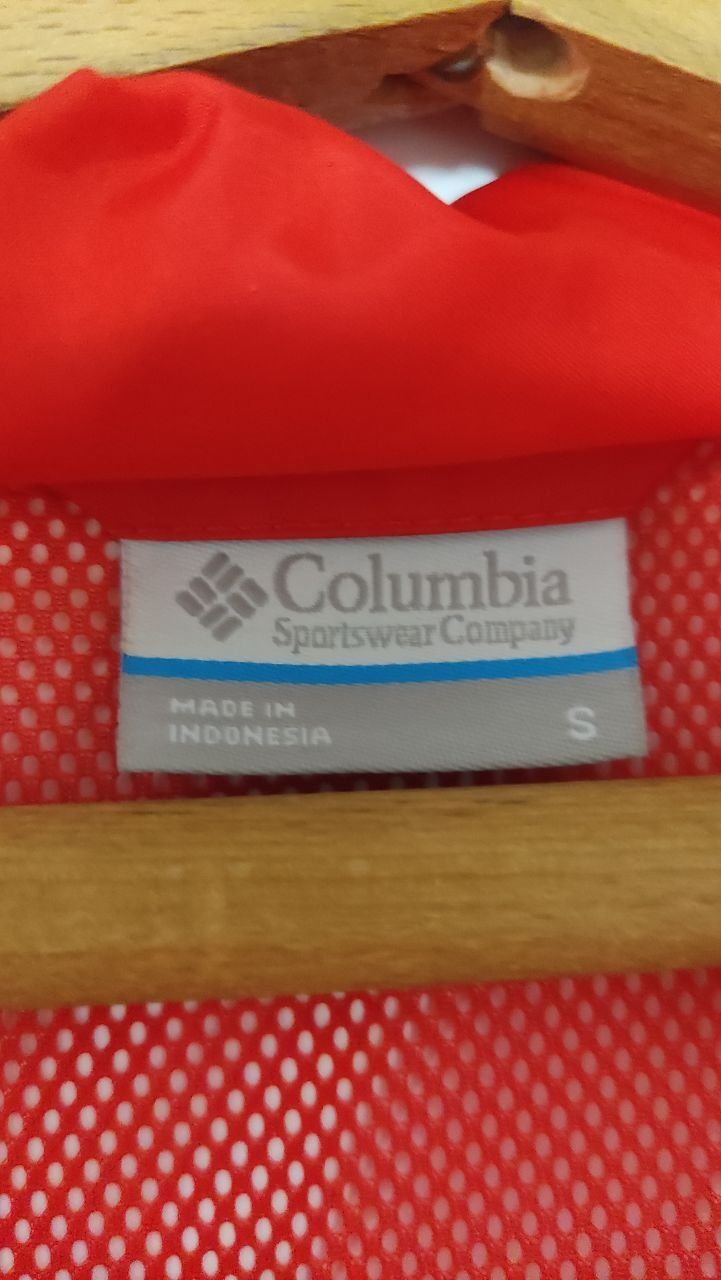 Columbia
Sportswear Company
MADE IN
INDONESIA
S